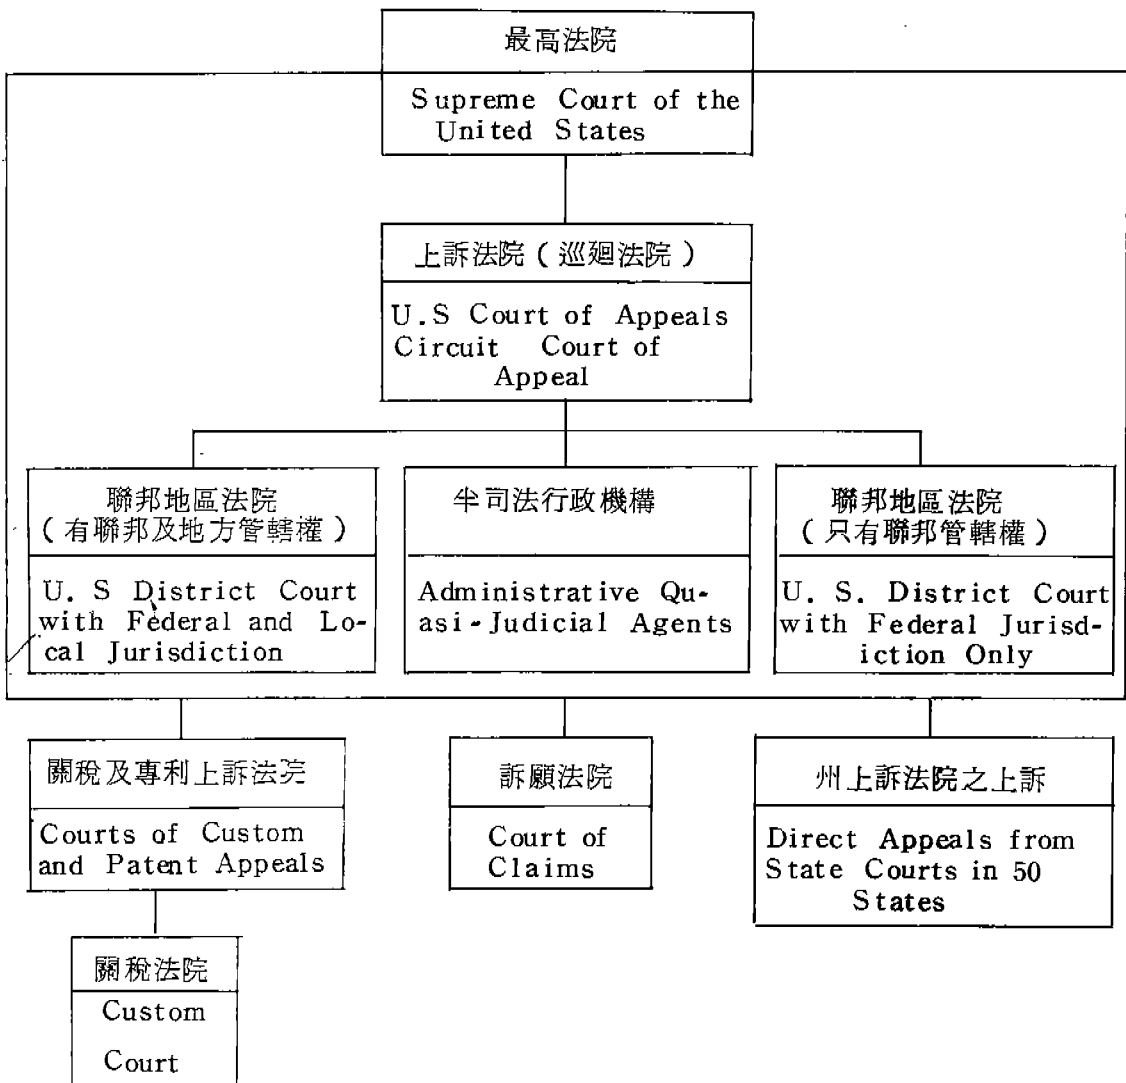 最高法院
Supreme Court of the
United States
上訴法院（巡廻法院）
U.S Court of Appeals
Circuit Court of
Appeal
聯邦地區法院
（有聯邦及地方管轄權）
U. S District Court
with Federal and Lo-
cal Jurisdiction
半司法行政機構
Administrative Qu-
asi-Judicial Agents
聯邦地區法院
（只有聯邦管轄權）
U. S. District Court
with Federal Jurisd-
iction Only
關稅及專利上訴法院
Courts of Custom
and Patent Appeals
訴願法院
Court of
Claims
州上訴法院之上訴
Direct Appeals from
State Courts in 50
States
關稅法院
Custom
Court